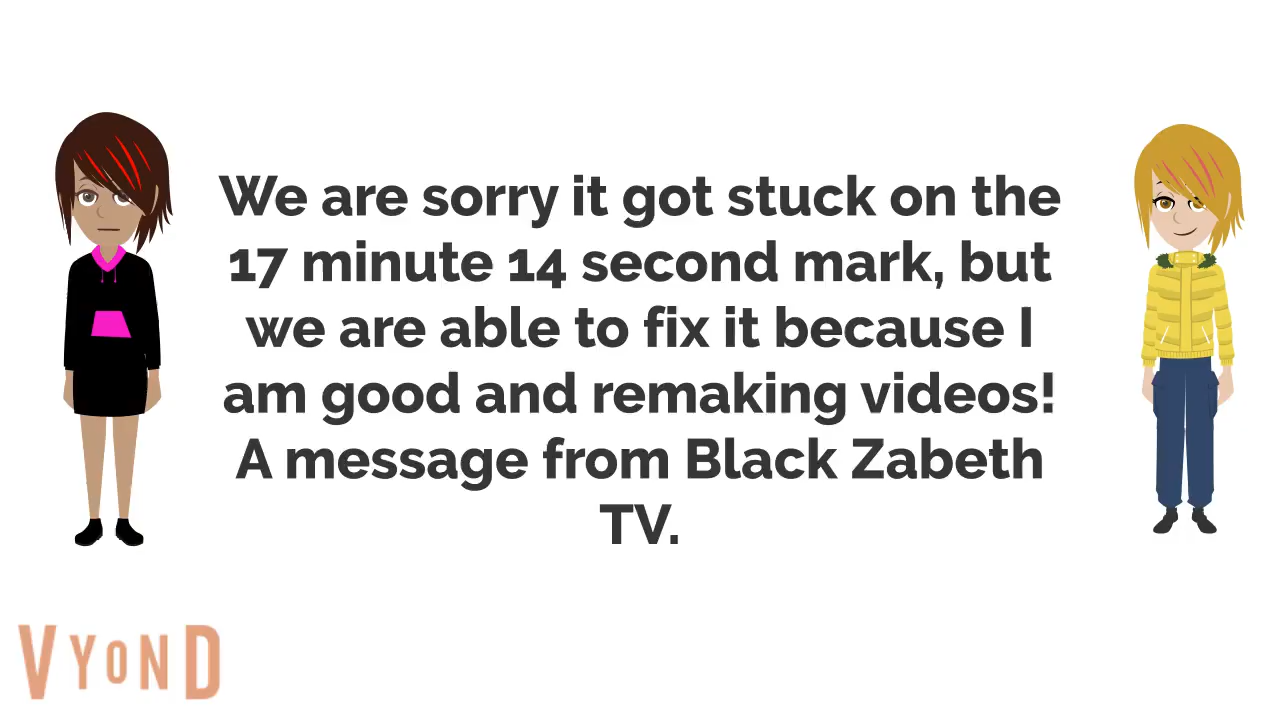 We are sorry it got stuck on the
17 minute 14 second mark, but
we are able to fix it because I
am good and remaking videos!
A message from Black Zabeth
TV.
VYOND